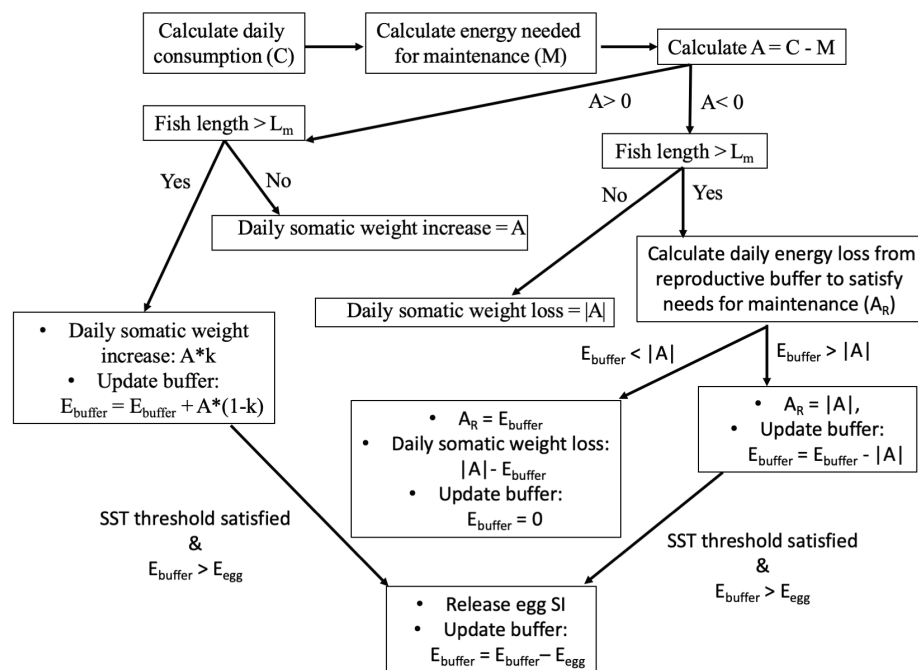 Calculate daily
consumption (C)
Calculate energy needed
for maintenance (M)
Calculate A = C - M
A> 0
A< 0
Fish length > Lm
Fish length > Lm
Yes
No
No
Yes
Daily somatic weight increase = A
Calculate daily energy loss from
reproductive buffer to satisfy
needs for maintenance (AR)
Daily somatic weight loss = |A|
• Daily somatic weight
increase: A*k
• Update buffer:
Ebuffer = Ebuffer + A*(1-k)
Ebuffer < |A|
Ebuffer > |A|
• AR = Ebuffer
• Daily somatic weight loss:
|A| - Ebuffer
• Update buffer:
Ebuffer = 0
• AR = |A|,
• Update buffer:
Ebuffer = Ebuffer - |A|
SST threshold satisfied
&
Ebuffer > Eegg
SST threshold satisfied
&
Ebuffer > Eegg
• Release egg SI
• Update buffer:
Ebuffer = Ebuffer – Eegg